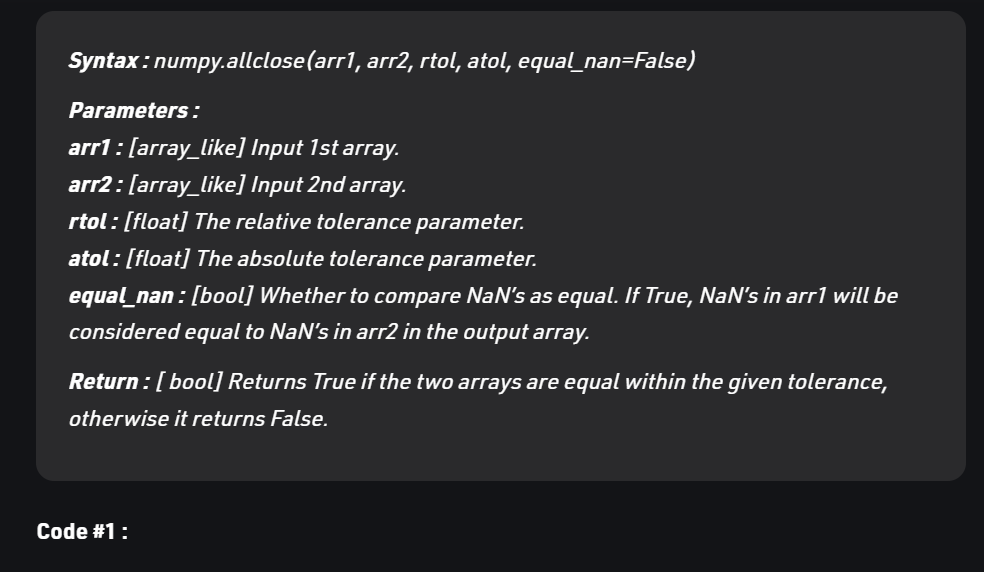 Syntax : numpy.allclose(arr1, arr2, rtol, atol, equal_nan=False)
Parameters :
arr1 : [array_like] Input 1st array.
arr2 : [array_like] Input 2nd array.
rtol : [float] The relative tolerance parameter.
atol : [float] The absolute tolerance parameter.
equal_nan : [bool] Whether to compare NaN’s as equal. If True, NaN’s in arr1 will be
considered equal to NaN’s in arr2 in the output array.
Return : [ bool] Returns True if the two arrays are equal within the given tolerance,
otherwise it returns False.
Code #1 :